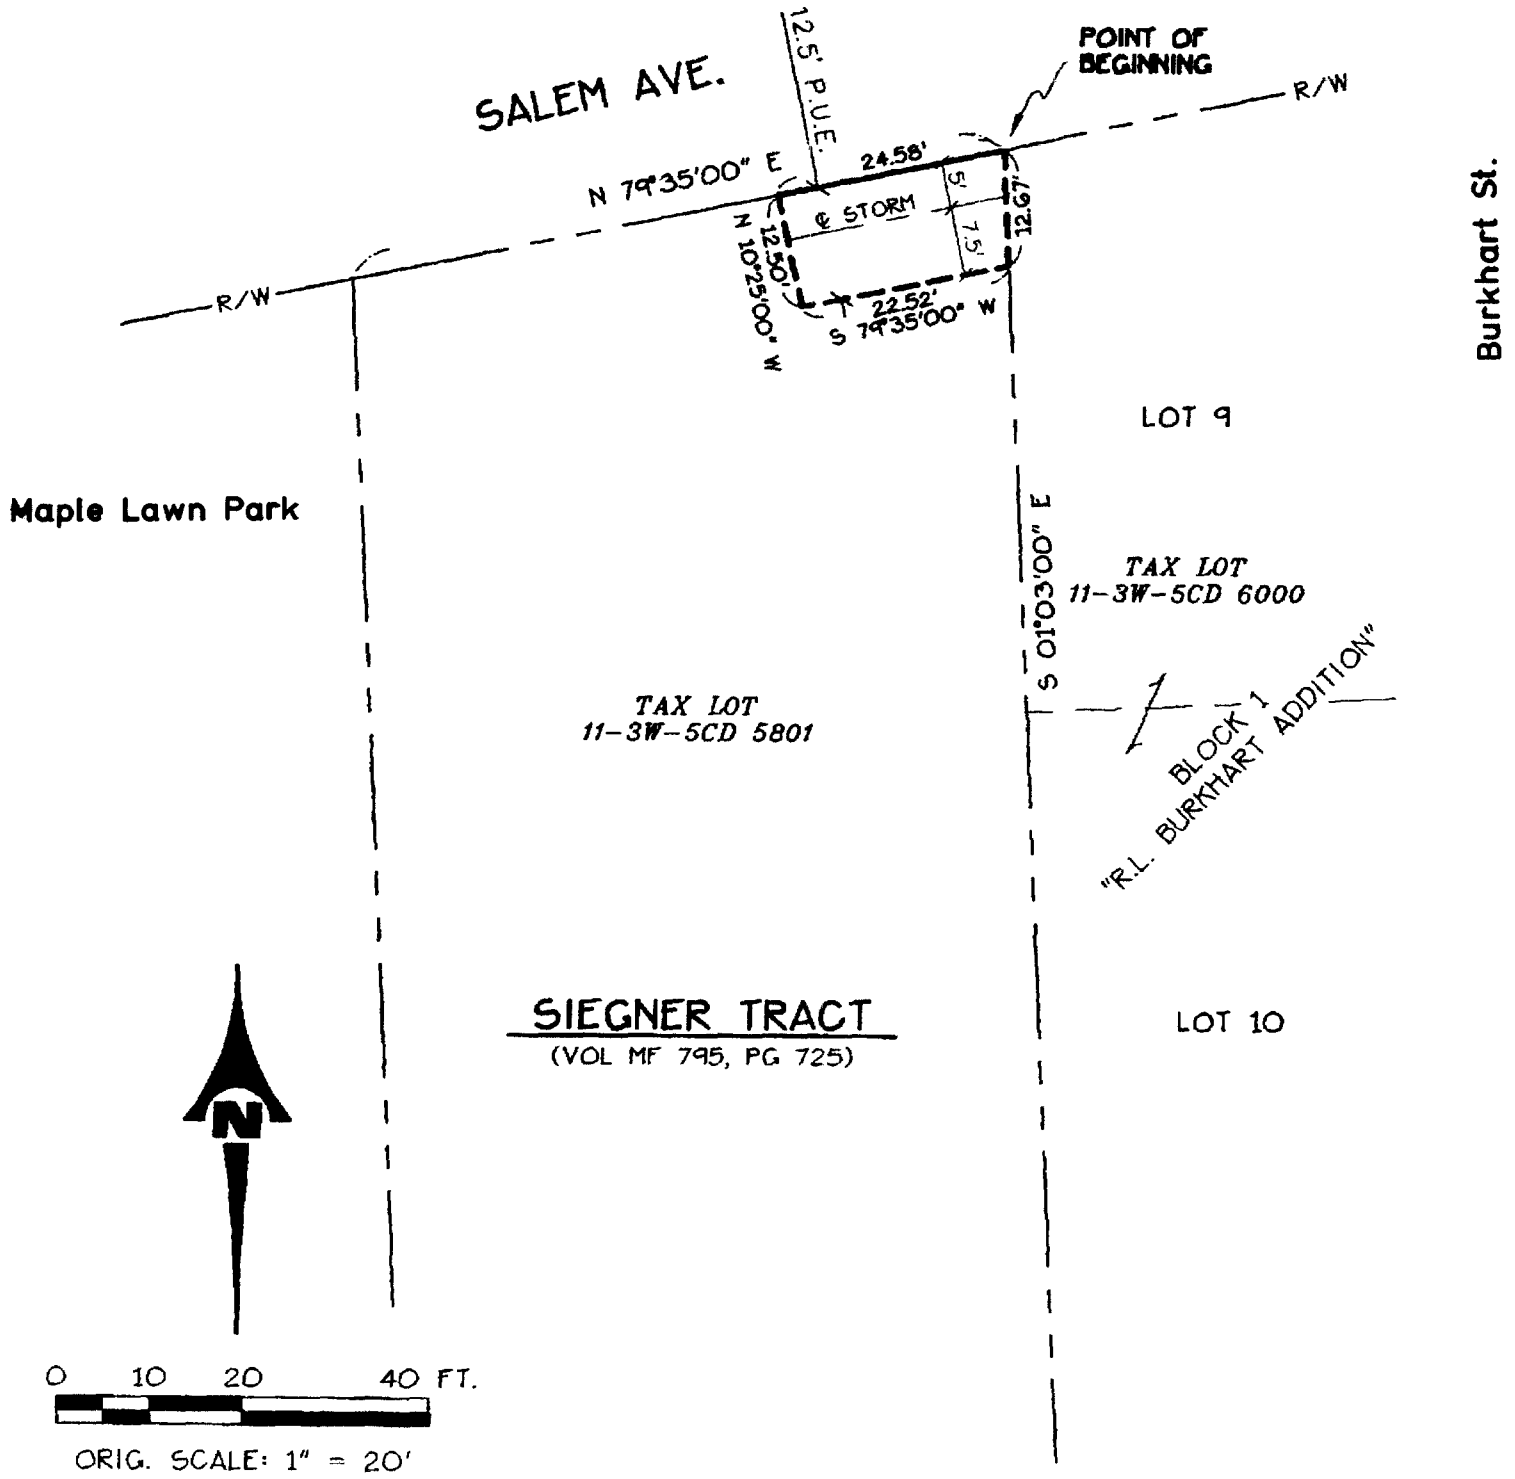 12.5' P.U.E.
POINT OF
BEGINNING
SALEM AVE.
R/W
N 79°35'00" E
24.58'
5'
12.67'
℄ STORM
7.5'
12.50'
N 10°25'00" W
22.52'
S 79°35'00" W
R/W
Burkhart St.
LOT 9
Maple Lawn Park
S 01°03'00" E
TAX LOT
11-3W-5CD 6000
TAX LOT
11-3W-5CD 5801
BLOCK 1
"R.L. BURKHART ADDITION"
SIEGNER TRACT
(VOL MF 795, PG 725)
LOT 10
N
0 10 20 40 FT.
ORIG. SCALE: 1" = 20'